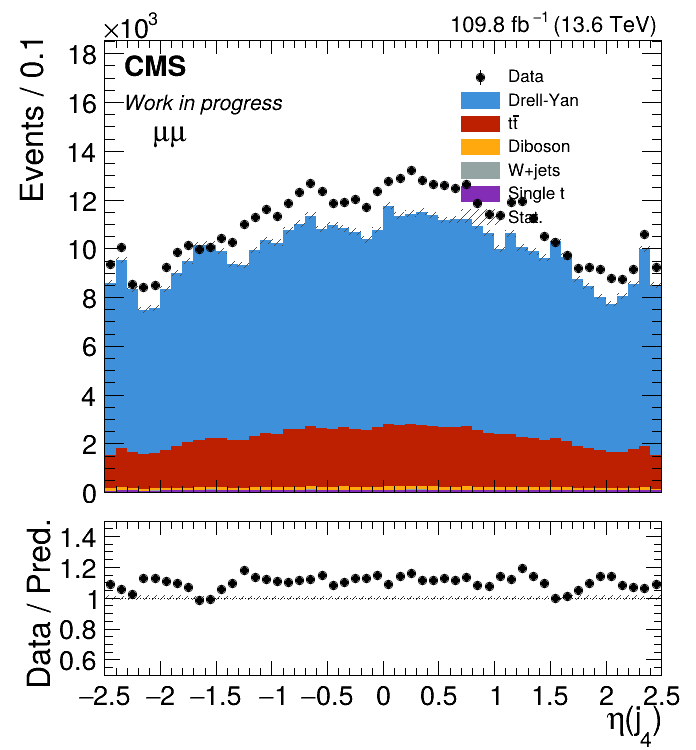 ×10³
109.8 fb⁻¹ (13.6 TeV)
Events / 0.1
18
16
14
12
10
8
6
4
2
0
CMS
Work in progress
μμ
Data
Drell-Yan
tt̅
Diboson
W+jets
Single t
Stat.
Data / Pred.
1.4
1.2
1
0.8
0.6
−2.5 −2 −1.5 −1 −0.5 0 0.5 1 1.5 2 2.5
η(j₄)